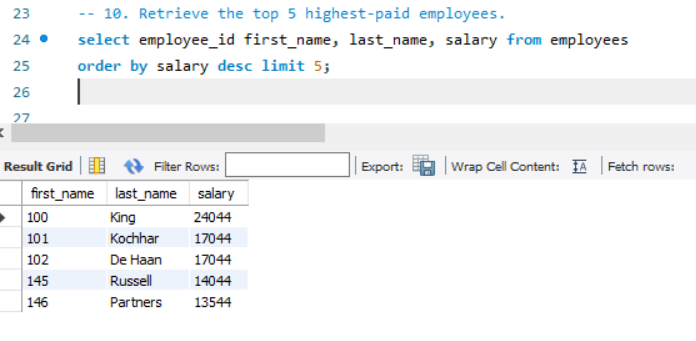 23 -- 10. Retrieve the top 5 highest-paid employees.
24 select employee_id first_name, last_name, salary from employees
25 order by salary desc limit 5;
26
27
Result Grid Filter Rows: Export: Wrap Cell Content: Fetch rows:
first_name last_name salary
100 King 24044
101 Kochhar 17044
102 De Haan 17044
145 Russell 14044
146 Partners 13544